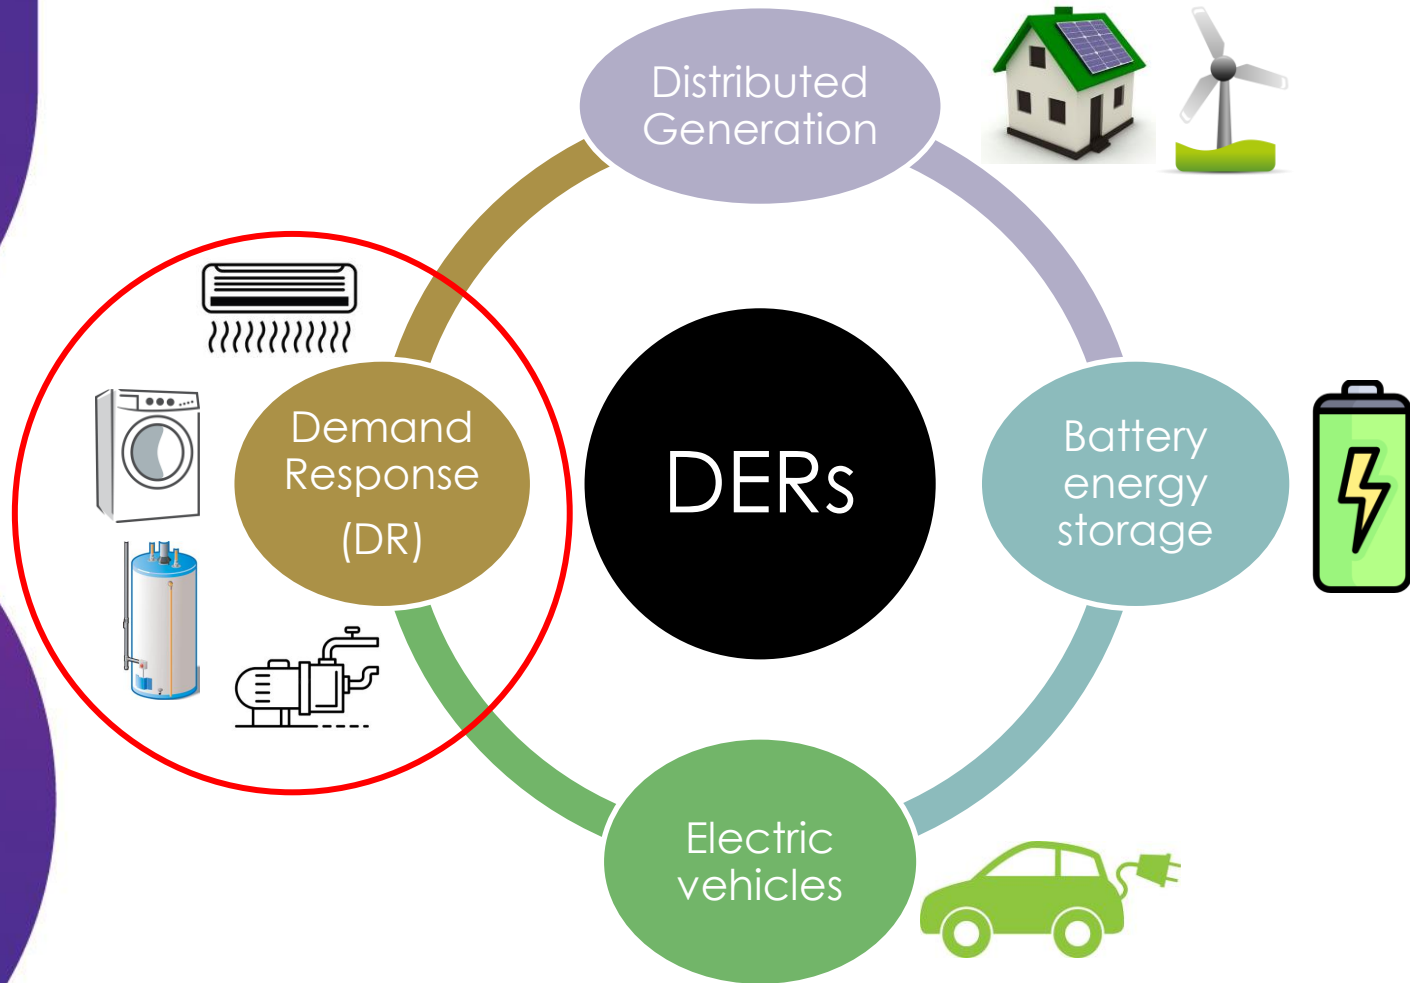 Distributed
Generation
Demand
Response
(DR)
DERs
Battery
energy
storage
Electric
vehicles